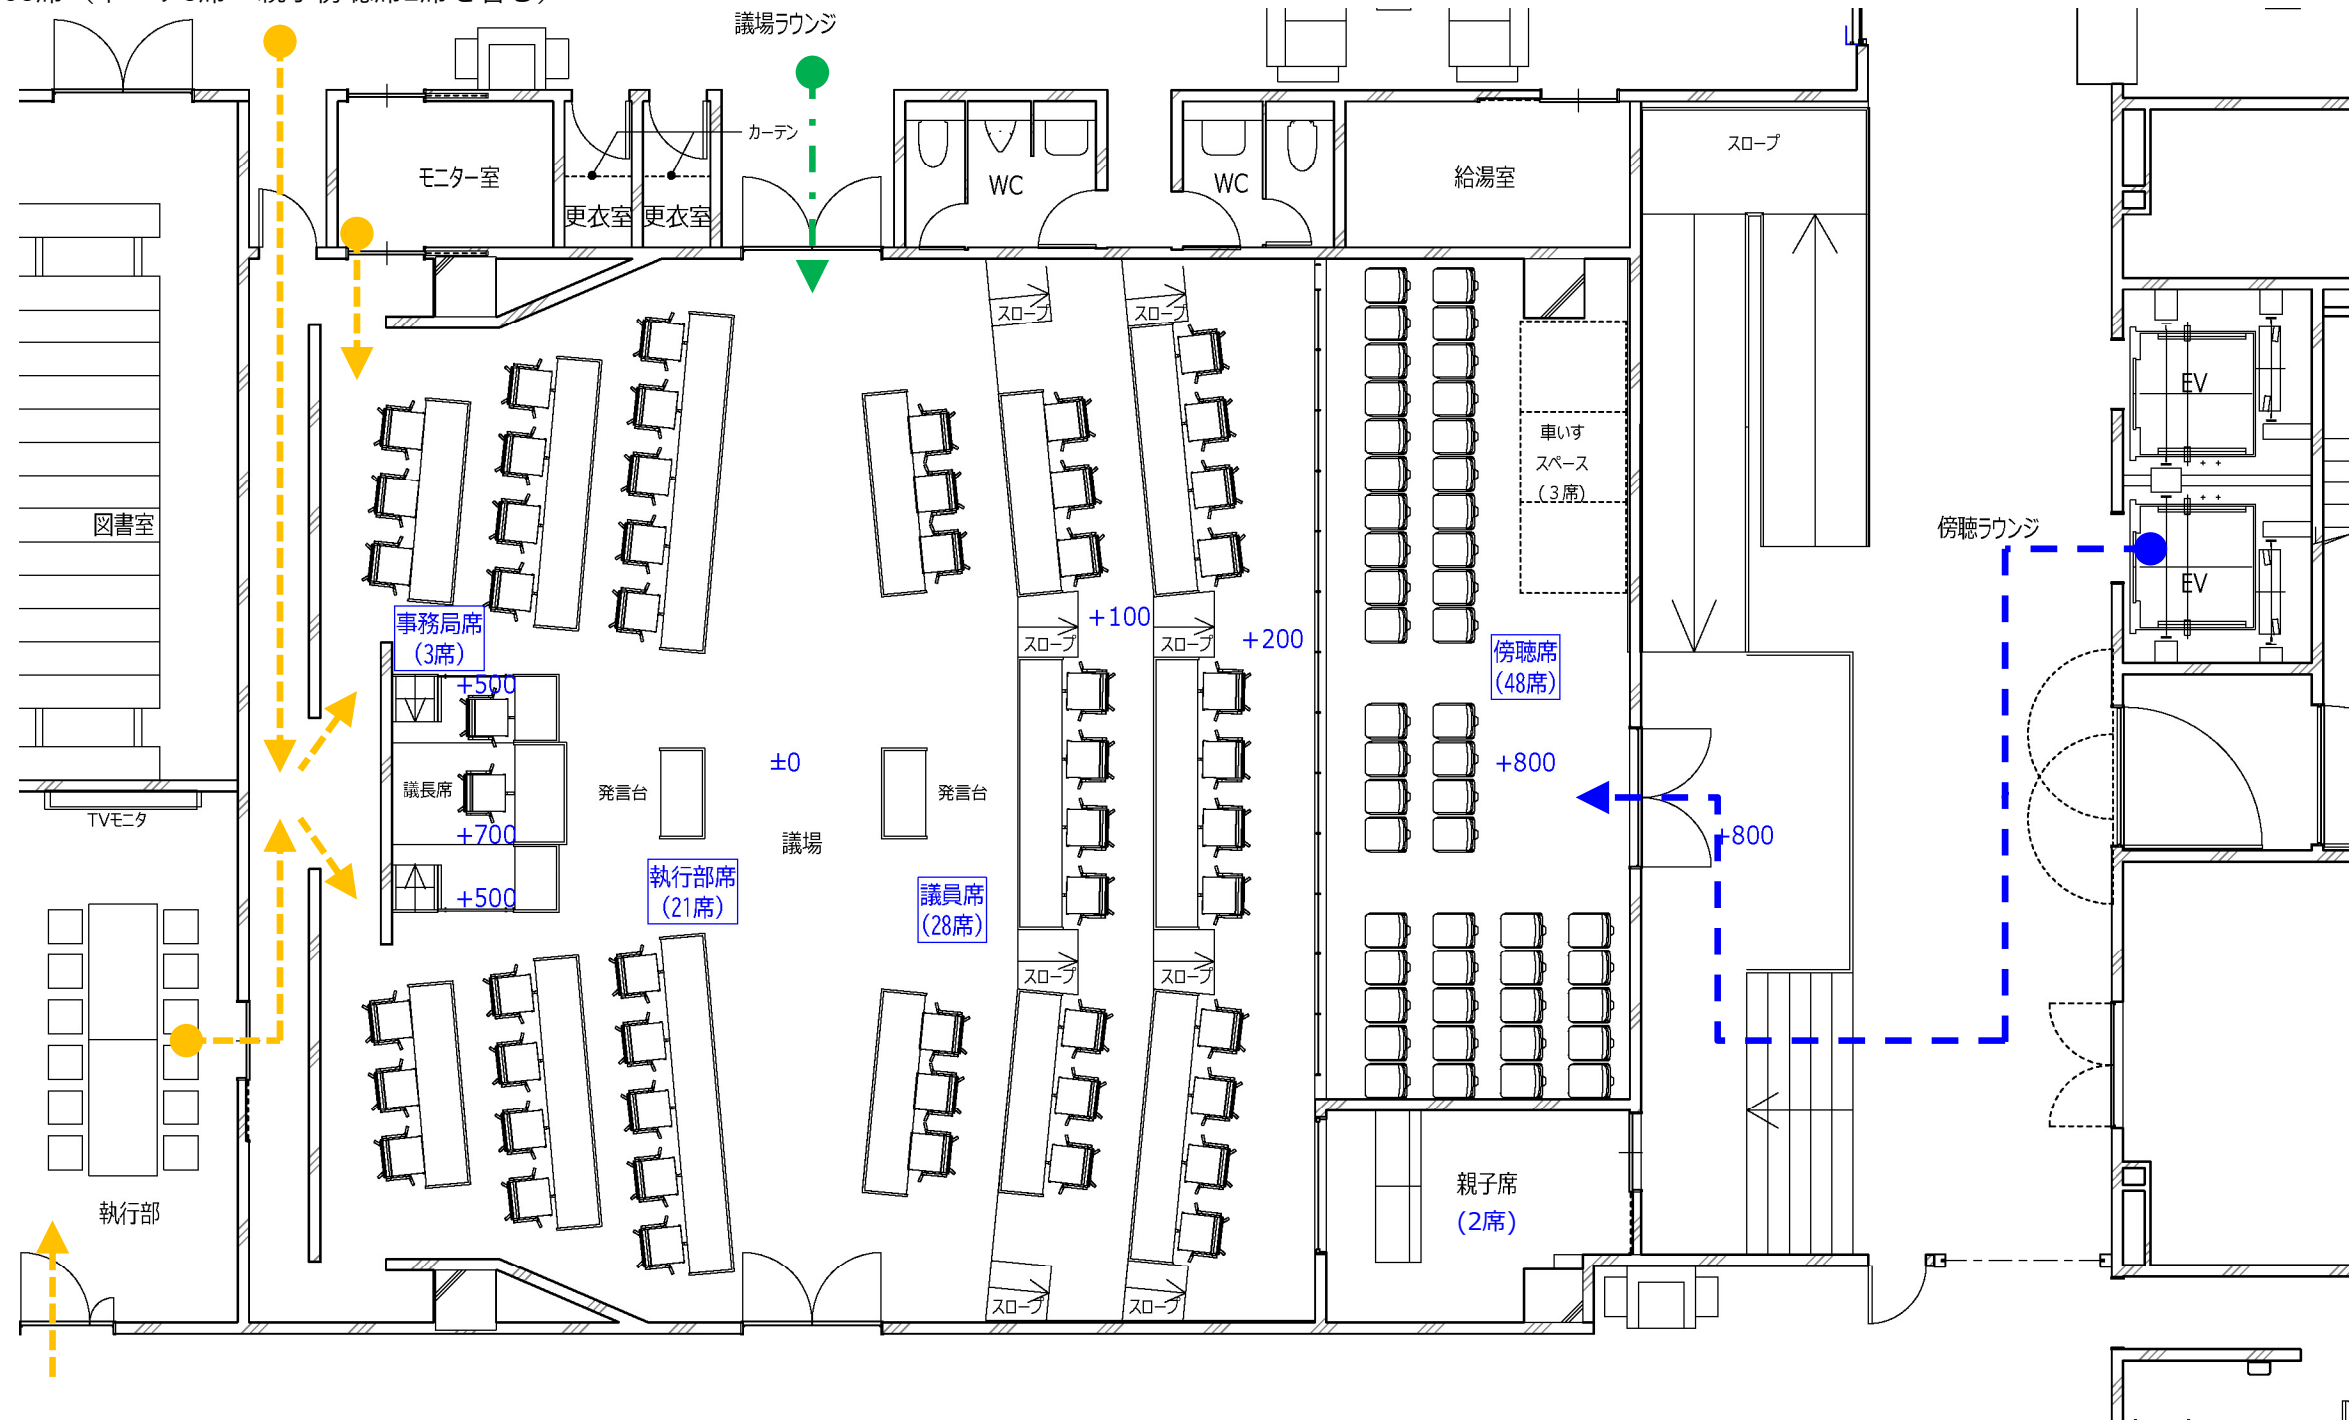 議場ラウンジ
カーテン
スロープ
モニター室
更衣室
更衣室
WC
WC
給湯室
スロープ
スロープ
EV
車いす
スペース
(3席)
図書室
傍聴ラウンジ
EV
事務局席
(3席)
+100
+200
スロープ
スロープ
傍聴席
(48席)
+500
±0
+800
議長席
発言台
発言台
TVモニタ
+700
議場
+800
執行部席
(21席)
議員席
(28席)
+500
スロープ
スロープ
執行部
親子席
(2席)
スロープ
スロープ